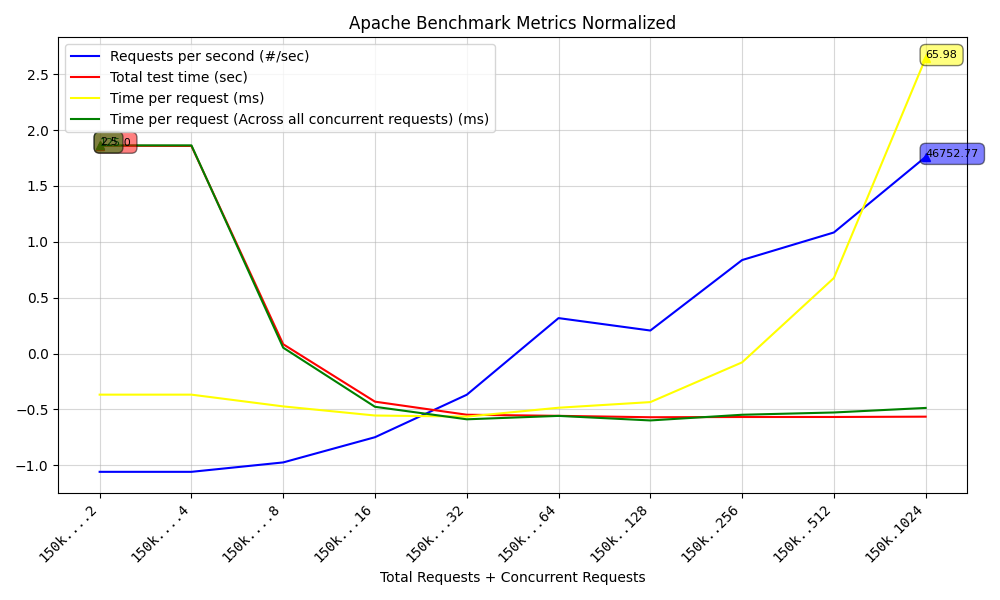 Apache Benchmark Metrics Normalized
Requests per second (#/sec)
Total test time (sec)
Time per request (ms)
Time per request (Across all concurrent requests) (ms)
65.98
46752.77
2.5
2.0
1.5
1.0
0.5
0.0
−0.5
−1.0
150k....2
150k....4
150k....8
150k...16
150k...32
150k...64
150k..128
150k..256
150k..512
150k.1024
Total Requests + Concurrent Requests